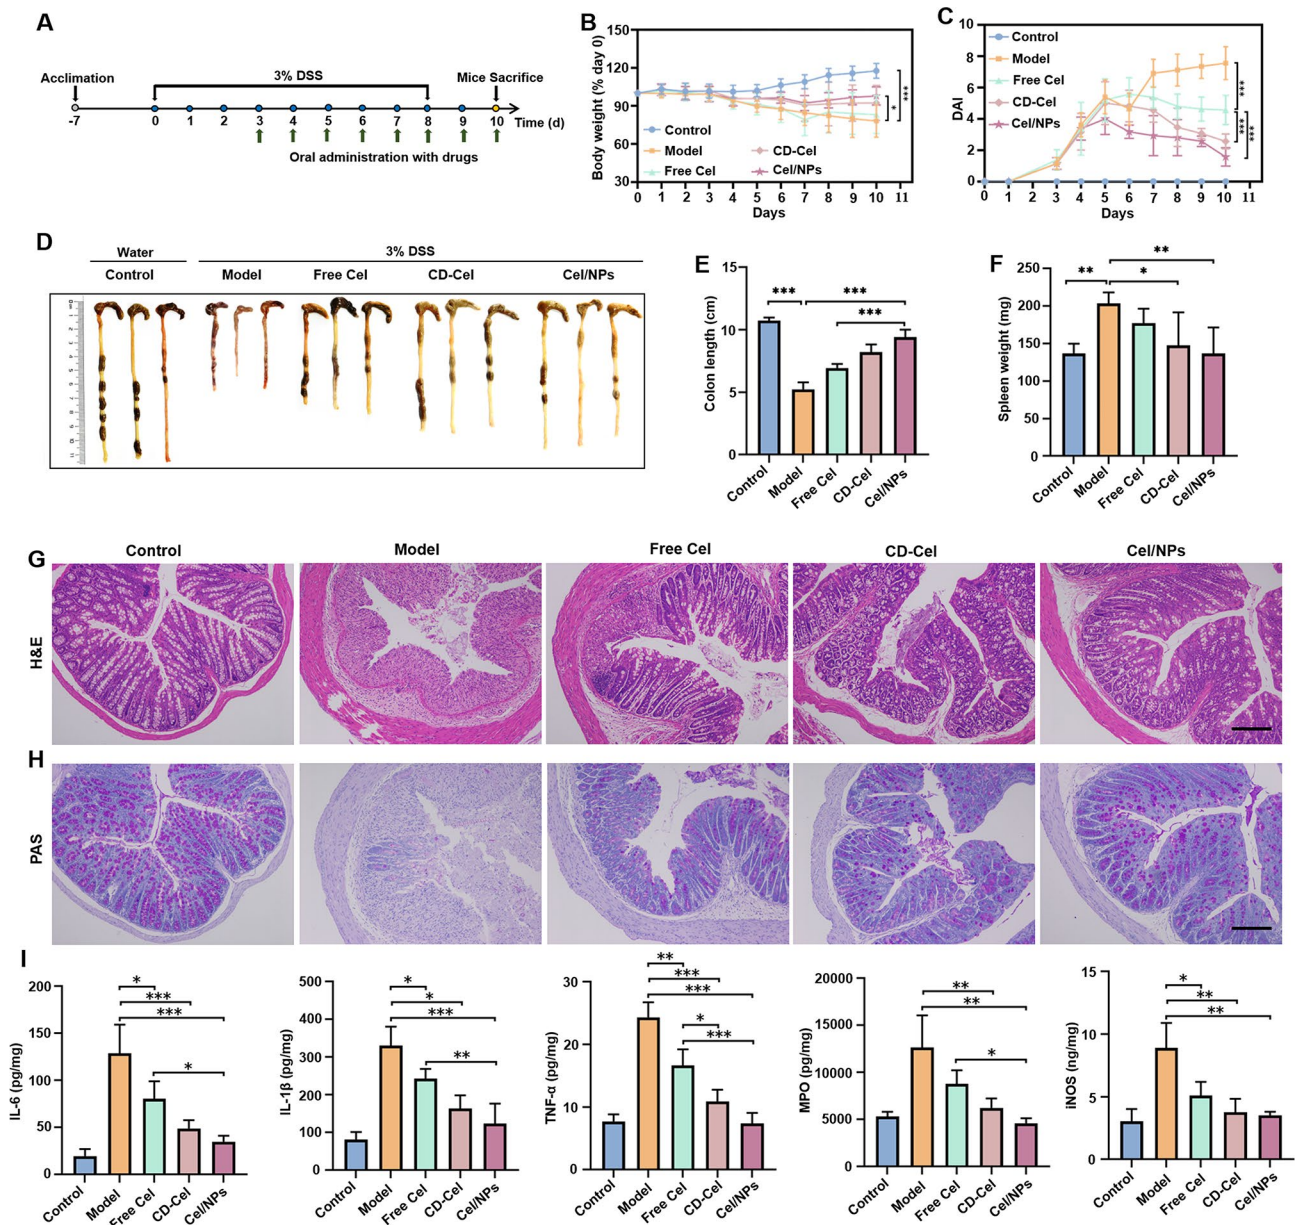 A
Acclimation
3% DSS
Mice Sacrifice
-7
0
1
2
3
4
5
6
7
8
9
10
Time (d)
Oral administration with drugs
B
Body weight (% day 0)
150
120
90
60
30
Control
Model
Free Cel
CD-Cel
Cel/NPs
*
***
0 1 2 3 4 5 6 7 8 9 10 11
Days
C
DAI
10
8
6
4
2
0
Control
Model
Free Cel
CD-Cel
Cel/NPs
***
***
***
0 1 2 3 4 5 6 7 8 9 10 11
Days
D
Water
3% DSS
Control
Model
Free Cel
CD-Cel
Cel/NPs
E
Colon length (cm)
15
10
5
0
***
***
***
Control
Model
Free Cel
CD-Cel
Cel/NPs
F
Spleen weight (mg)
250
200
150
100
50
0
**
**
*
Control
Model
Free Cel
CD-Cel
Cel/NPs
G
Control
Model
Free Cel
CD-Cel
Cel/NPs
H&E
H
PAS
I
IL-6 (pg/mg)
200
150
100
50
0
*
***
***
*
Control
Model
Free Cel
CD-Cel
Cel/NPs
IL-1β (pg/mg)
500
400
300
200
100
0
*
*
***
**
Control
Model
Free Cel
CD-Cel
Cel/NPs
TNF-α (pg/mg)
30
20
10
0
**
***
***
*
***
Control
Model
Free Cel
CD-Cel
Cel/NPs
MPO (pg/mg)
20000
15000
10000
5000
0
**
**
*
Control
Model
Free Cel
CD-Cel
Cel/NPs
iNOS (ng/mg)
15
10
5
0
*
**
**
Control
Model
Free Cel
CD-Cel
Cel/NPs